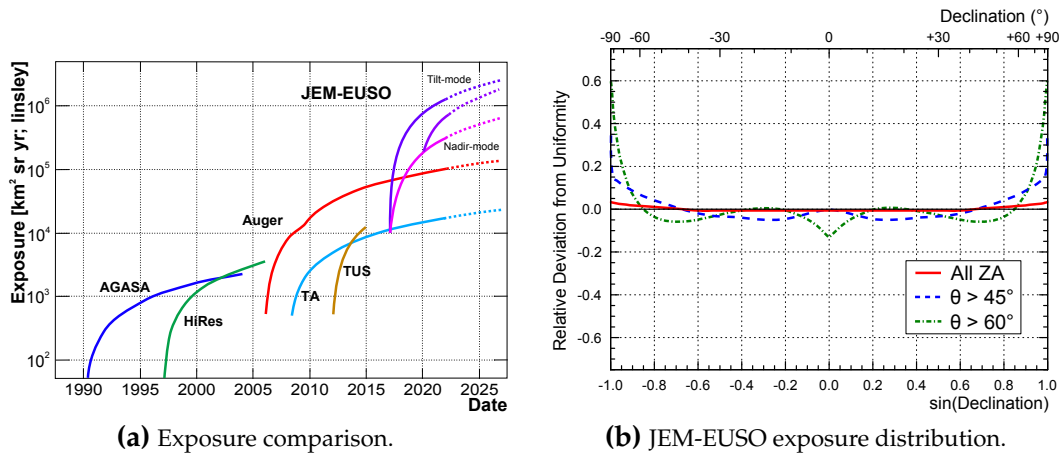 Exposure [km² sr yr; linsley]
10⁶
10⁵
10⁴
10³
10²
Tilt-mode
JEM-EUSO
Nadir-mode
Auger
AGASA
HiRes
TA
TUS
1990 1995 2000 2005 2010 2015 2020 2025
Date
(a) Exposure comparison.
Declination (°)
-90 -60 -30 0 +30 +60 +90
Relative Deviation from Uniformity
0.6
0.4
0.2
0.0
-0.2
-0.4
-0.6
All ZA
θ > 45°
θ > 60°
-1.0 -0.8 -0.6 -0.4 -0.2 0.0 0.2 0.4 0.6 0.8 1.0
sin(Declination)
(b) JEM-EUSO exposure distribution.